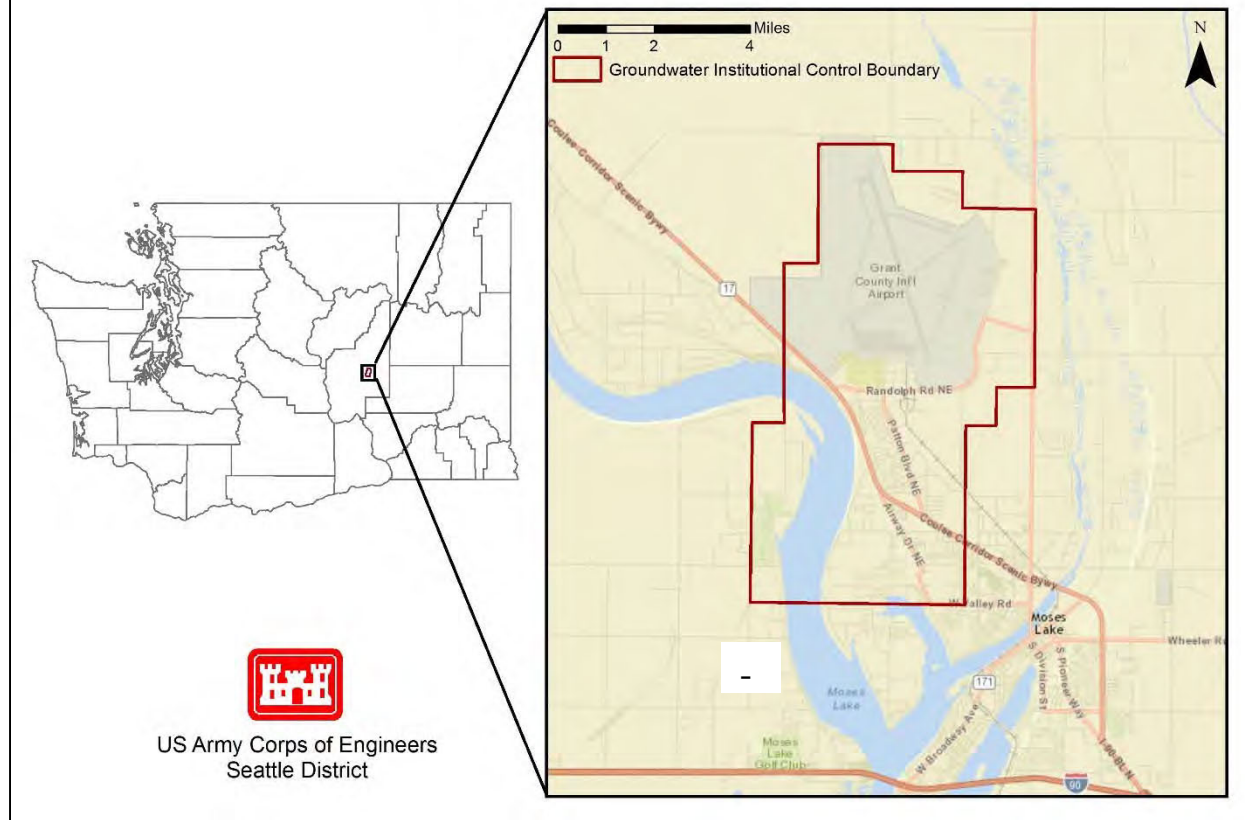 Miles
0 1 2 4
Groundwater Institutional Control Boundary
N
Coulee Corridor Scenic Bywy
17
Grant
County Int'l
Airport
Randolph Rd NE
Patton Blvd NE
Airway Dr NE
Coulee Corridor Scenic Bywy
W Valley Rd
Moses
Lake
Wheeler R
S Division St
S Pioneer Way
171
Moses
Lake
W Broadway Ave
Moses
Lake
Golf Club
I-90-BL N
90
-
US Army Corps of Engineers
Seattle District